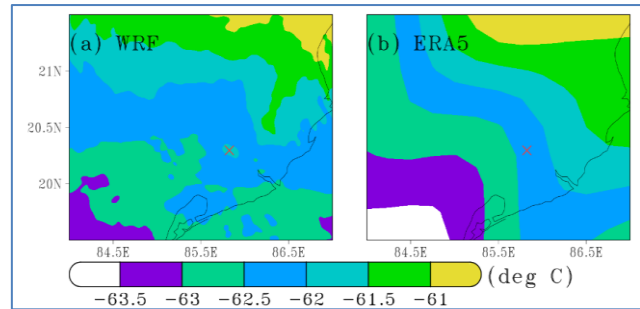 (a) WRF (b) ERA5
21N
20.5N
20N
84.5E 85.5E 86.5E 84.5E 85.5E 86.5E
-63.5 -63 -62.5 -62 -61.5 -61 (deg C)